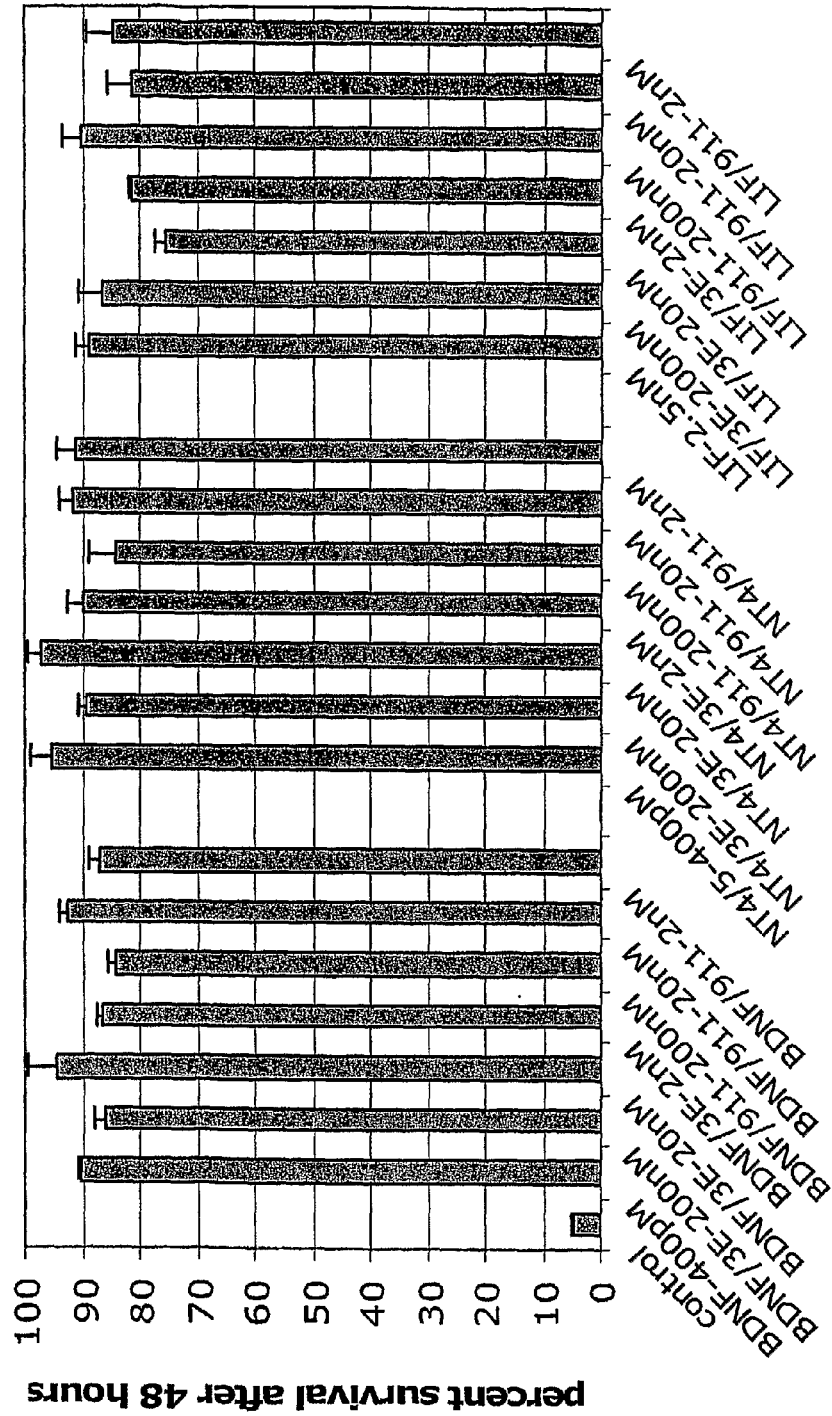 percent survival after 48 hours
100
90
80
70
60
50
40
30
20
10
0
control
BDNF-400pM
BDNF/3E-200nM
BDNF/3E-20nM
BDNF/3E-2nM
BDNF/911-200nM
BDNF/911-20nM
BDNF/911-2nM
NT4/5-400pM
NT4/3E-200nM
NT4/3E-20nM
NT4/3E-2nM
NT4/911-200nM
NT4/911-20nM
NT4/911-2nM
LIF-2.5nM
LIF/3E-200nM
LIF/3E-20nM
LIF/3E-2nM
LIF/911-200nM
LIF/911-20nM
LIF/911-2nM